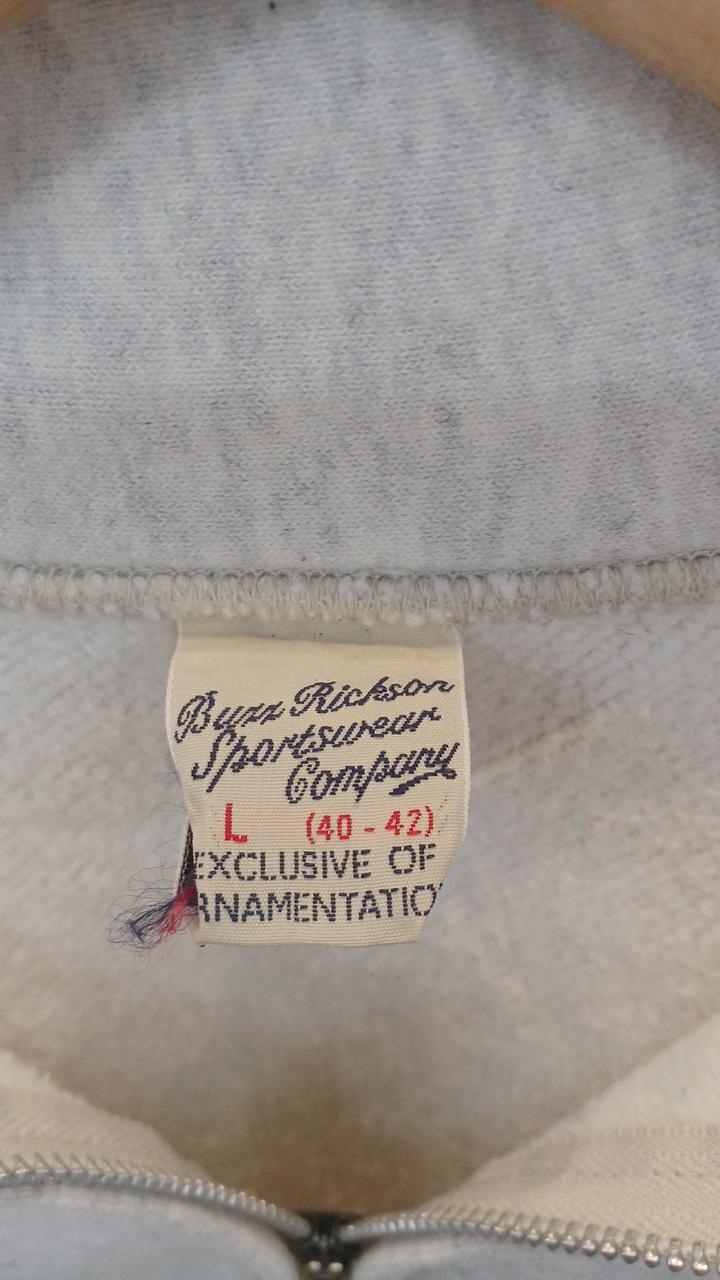 Buzz Rickson
Sportswear
Company
L (40 - 42)
EXCLUSIVE OF
RNAMENTATIO